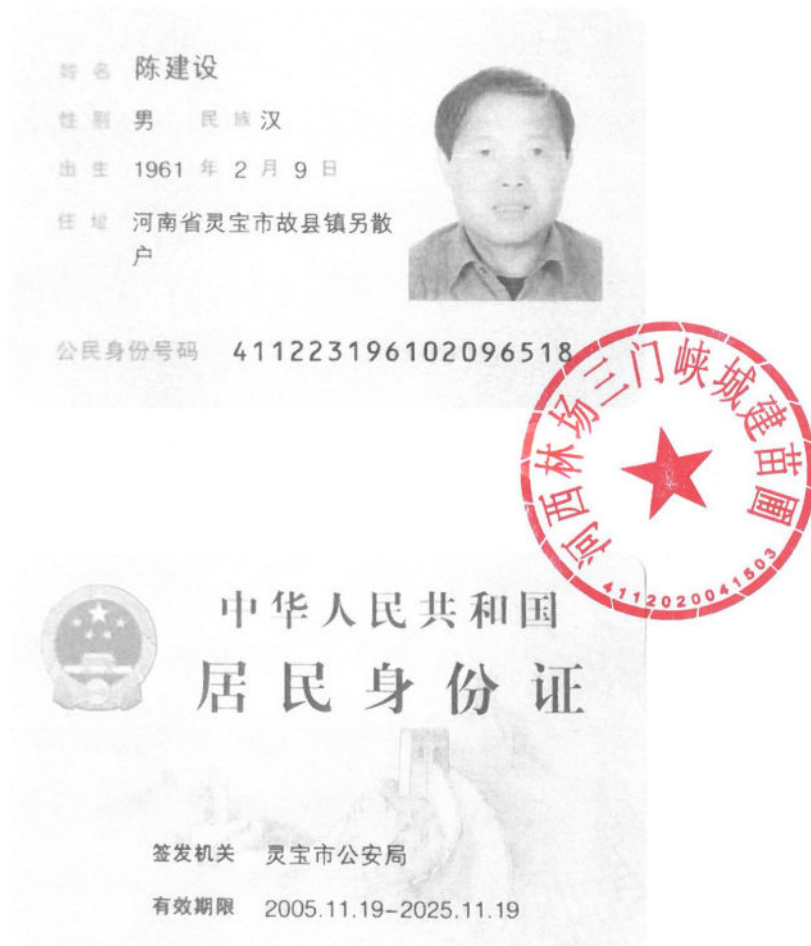 姓名 陈建设
性别 男 民族 汉
出生 1961 年 2 月 9 日
住址 河南省灵宝市故县镇另散
户
公民身份号码 411223196102096518
河西林场三门峡城建苗圃
4112020041503
中华人民共和国
居民身份证
签发机关 灵宝市公安局
有效期限 2005.11.19-2025.11.19